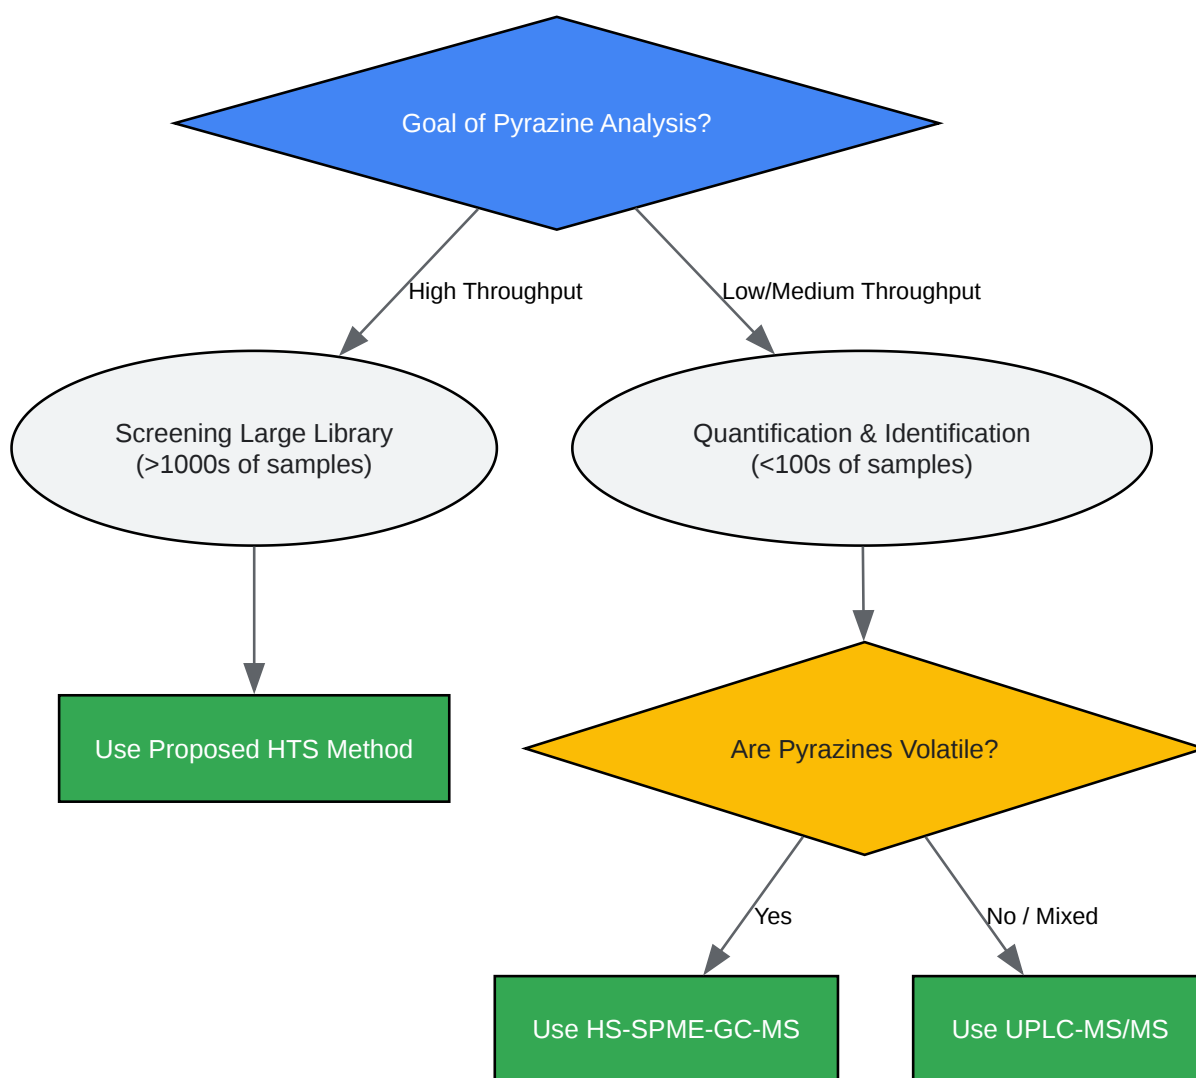 Goal of Pyrazine Analysis?
High Throughput
Low/Medium Throughput
Screening Large Library
(>1000s of samples)
Quantification & Identification
(<100s of samples)
Use Proposed HTS Method
Are Pyrazines Volatile?
Yes
No / Mixed
Use HS-SPME-GC-MS
Use UPLC-MS/MS